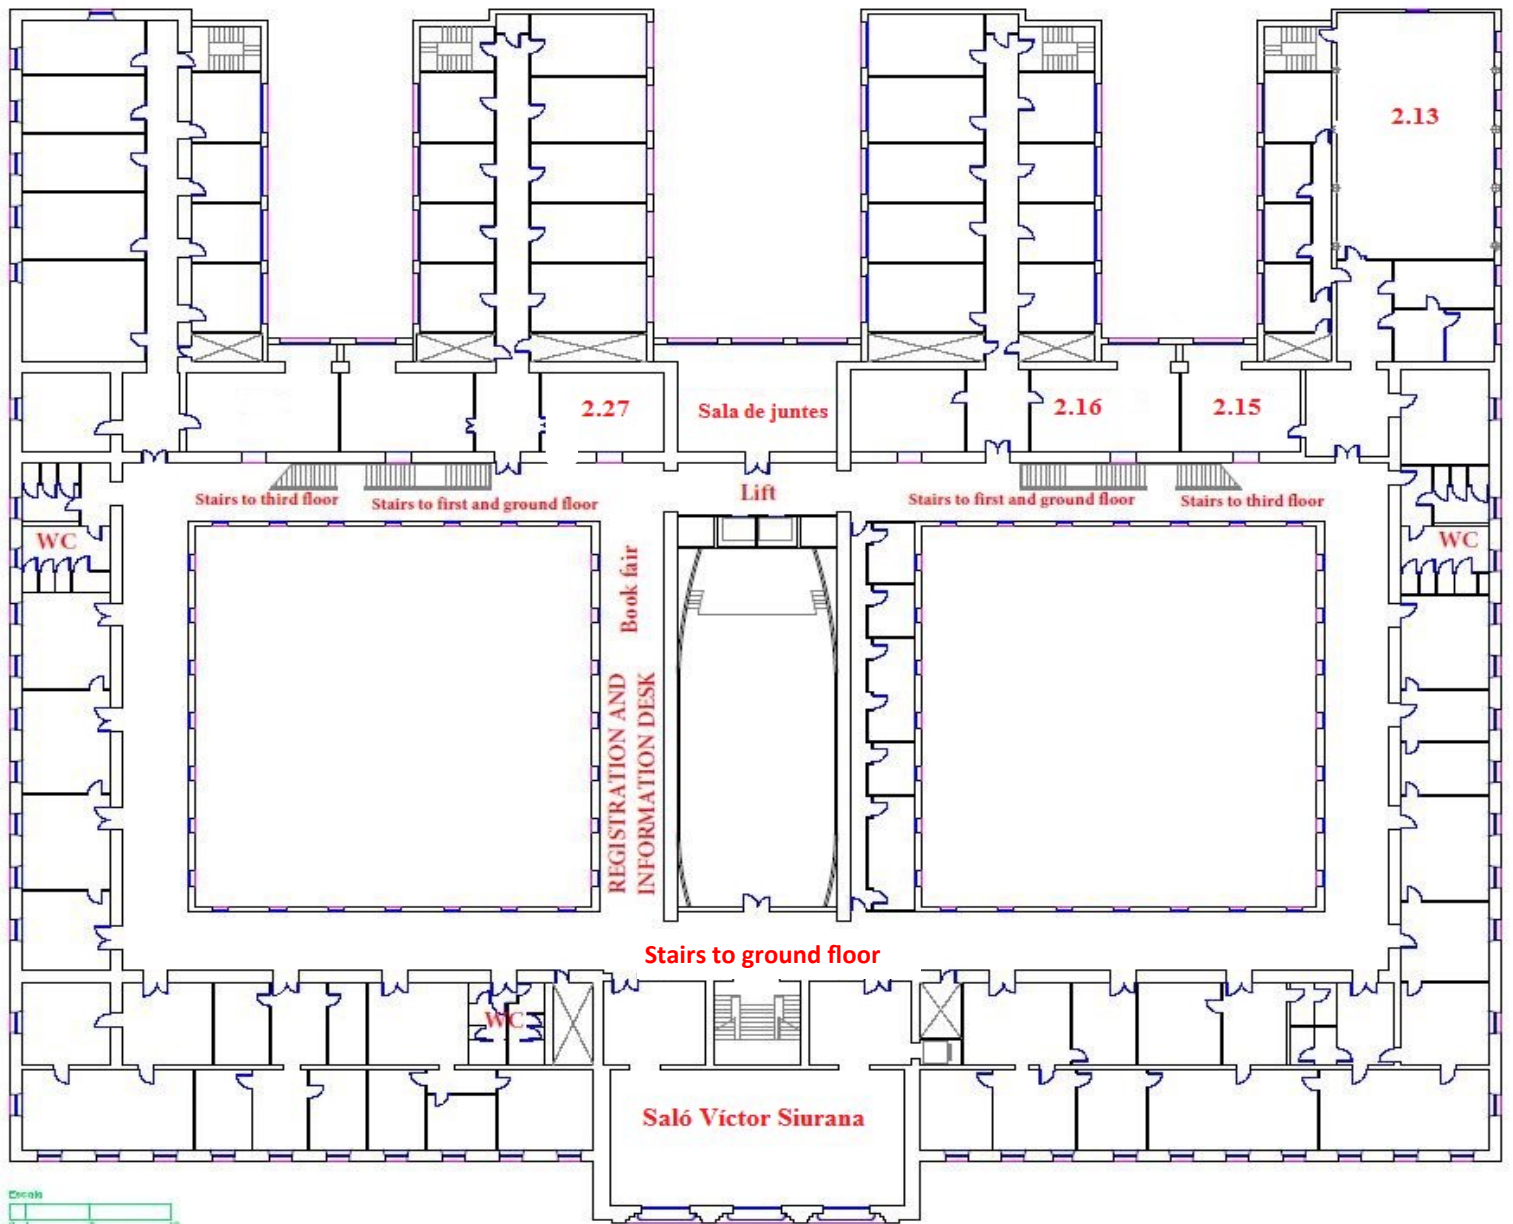 2.13
2.27
Sala de juntes
2.16
2.15
Stairs to third floor
Stairs to first and ground floor
Lift
Stairs to first and ground floor
Stairs to third floor
WC
WC
Book fair
REGISTRATION AND
INFORMATION DESK
Stairs to ground floor
WC
Saló Víctor Siurana
Escala